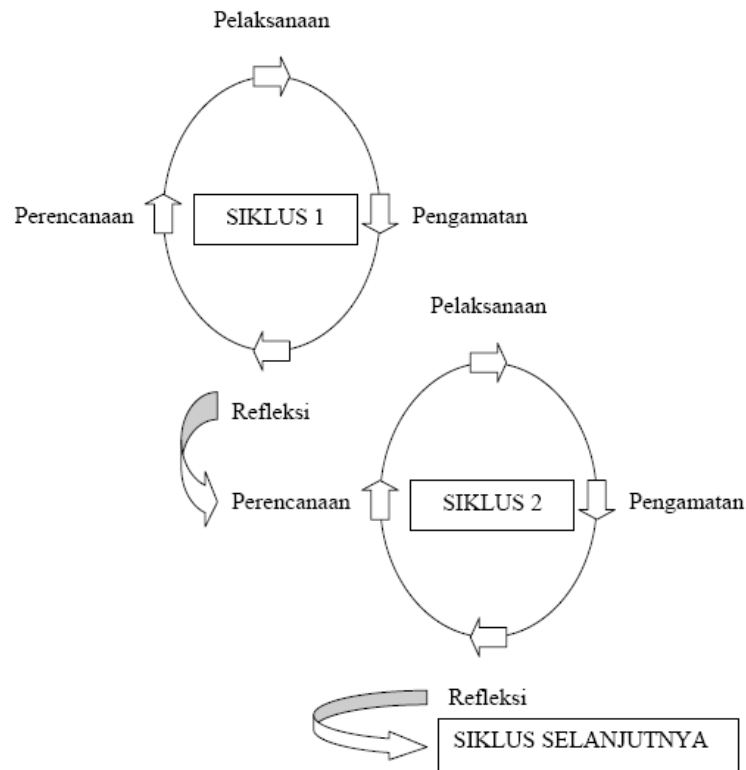 Pelaksanaan
Perencanaan
SIKLUS 1
Pengamatan
Pelaksanaan
Refleksi
Perencanaan
SIKLUS 2
Pengamatan
Refleksi
SIKLUS SELANJUTNYA